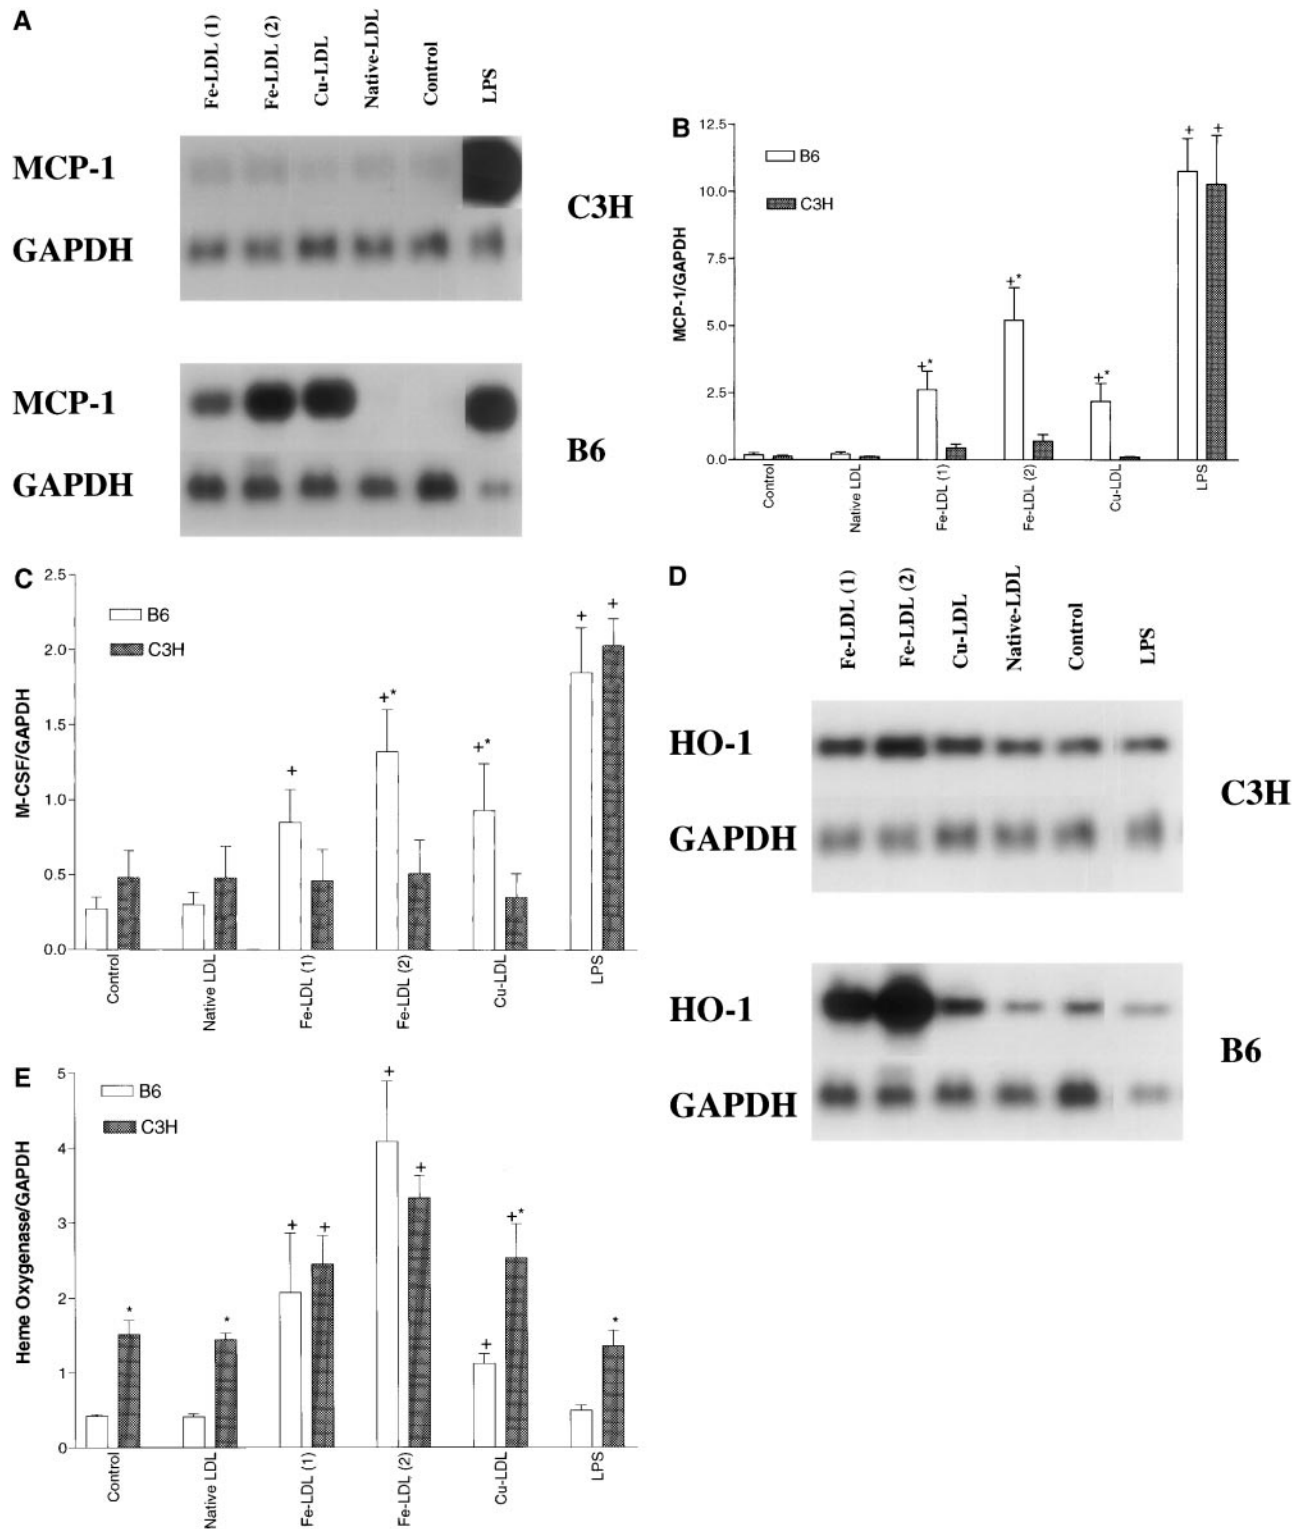 A
Fe-LDL (1)
Fe-LDL (2)
Cu-LDL
Native-LDL
Control
LPS
MCP-1
GAPDH
C3H
MCP-1
GAPDH
B6
B
12.5
10.0
7.5
5.0
2.5
0.0
MCP-1/GAPDH
B6
C3H
+*
+*
+*
+
+
Control
Native LDL
Fe-LDL (1)
Fe-LDL (2)
Cu-LDL
LPS
C
2.5
2.0
1.5
1.0
0.5
0.0
M-CSF/GAPDH
B6
C3H
+
+*
+*
+
+
Control
Native LDL
Fe-LDL (1)
Fe-LDL (2)
Cu-LDL
LPS
D
Fe-LDL (1)
Fe-LDL (2)
Cu-LDL
Native-LDL
Control
LPS
HO-1
GAPDH
C3H
HO-1
GAPDH
B6
E
5
4
3
2
1
0
Heme Oxygenase/GAPDH
B6
C3H
*
*
+
+
+
+
+
+*
*
Control
Native LDL
Fe-LDL (1)
Fe-LDL (2)
Cu-LDL
LPS